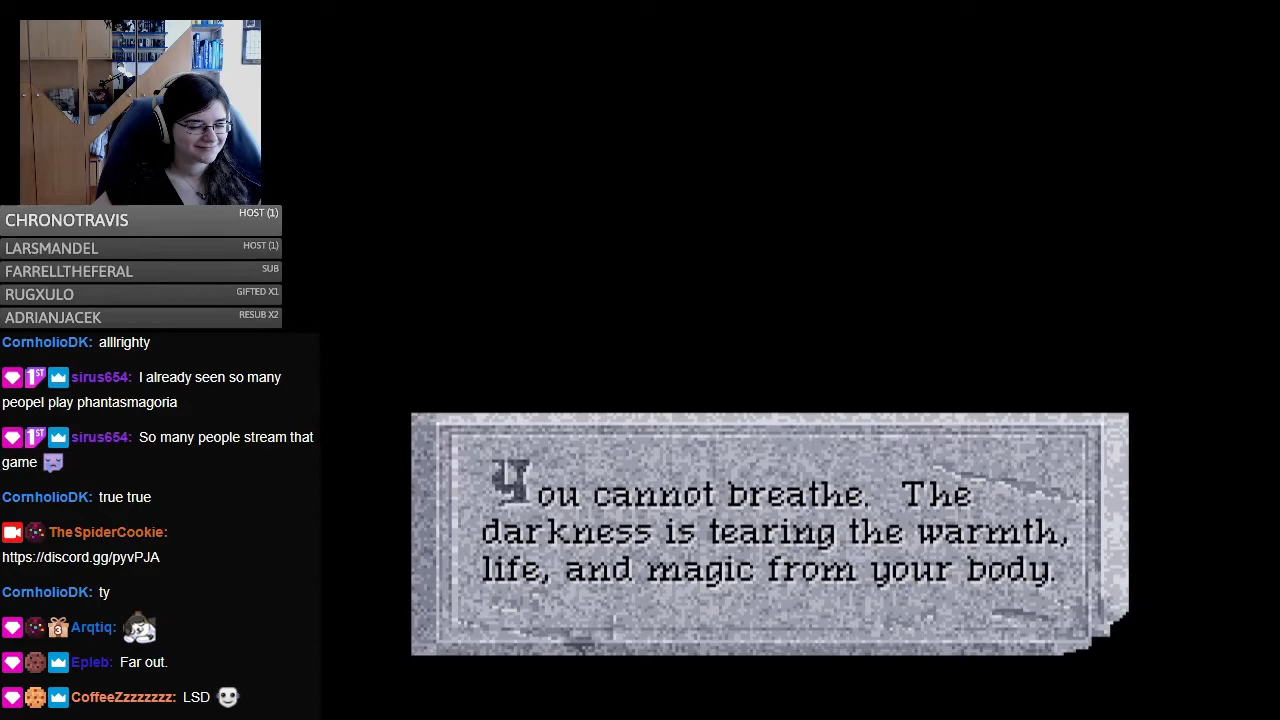 CHRONOTRAVIS HOST (1)
LARSMANDEL HOST (1)
FARRELLTHEFERAL SUB
RUGXULO GIFTED X1
ADRIANJACEK RESUB X2
CornholioDK: alllrighty
1ST sirus654: I already seen so many
peopel play phantasmagoria
1ST sirus654: So many people stream that
game
CornholioDK: true true
TheSpiderCookie:
https://discord.gg/pyvPJA
CornholioDK: ty
3 Arqtiq:
Epleb: Far out.
CoffeeZzzzzzzz: LSD
You cannot breathe. The
darkness is tearing the warmth,
life, and magic from your body.